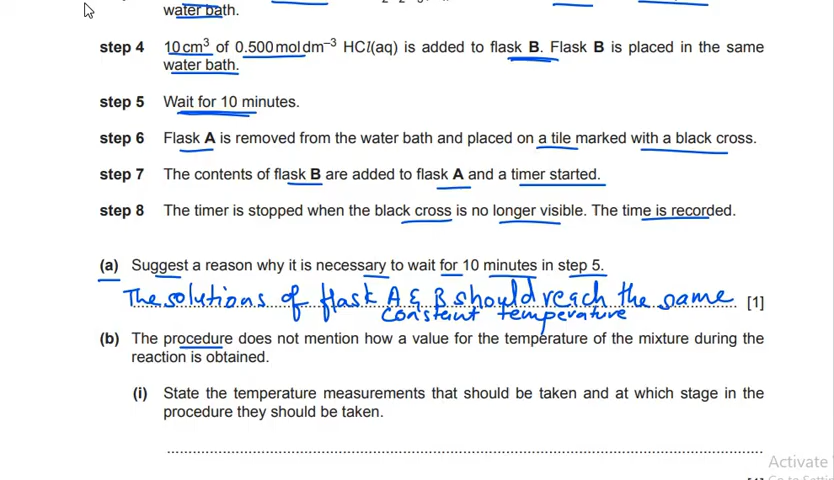 water bath.
step 4 10 cm³ of 0.500 mol dm⁻³ HCl(aq) is added to flask B. Flask B is placed in the same
water bath.
step 5 Wait for 10 minutes.
step 6 Flask A is removed from the water bath and placed on a tile marked with a black cross.
step 7 The contents of flask B are added to flask A and a timer started.
step 8 The timer is stopped when the black cross is no longer visible. The time is recorded.
(a) Suggest a reason why it is necessary to wait for 10 minutes in step 5.
The solutions of flask A & B should reach the same
constant temperature
[1]
(b) The procedure does not mention how a value for the temperature of the mixture during the
reaction is obtained.
(i) State the temperature measurements that should be taken and at which stage in the
procedure they should be taken.
Activate